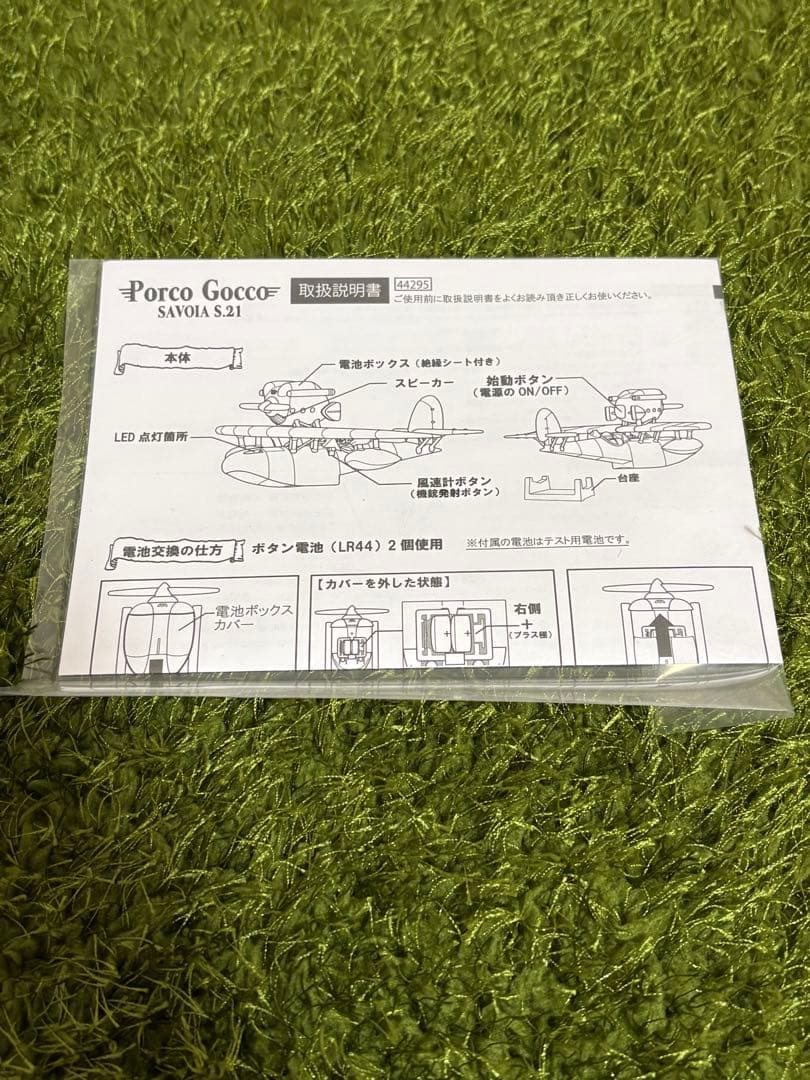 Porco Gocco
SAVOIA S.21
取扱説明書
44295
ご使用前に取扱説明書をよくお読み頂き正しくお使いください。
本体
電池ボックス（絶縁シート付き）
スピーカー
始動ボタン
（電源の ON/OFF）
LED 点灯箇所
風速計ボタン
（機銃発射ボタン）
台座
電池交換の仕方
ボタン電池（LR44）2 個使用
※付属の電池はテスト用電池です。
電池ボックス
カバー
【カバーを外した状態】
右側
+
（プラス極）